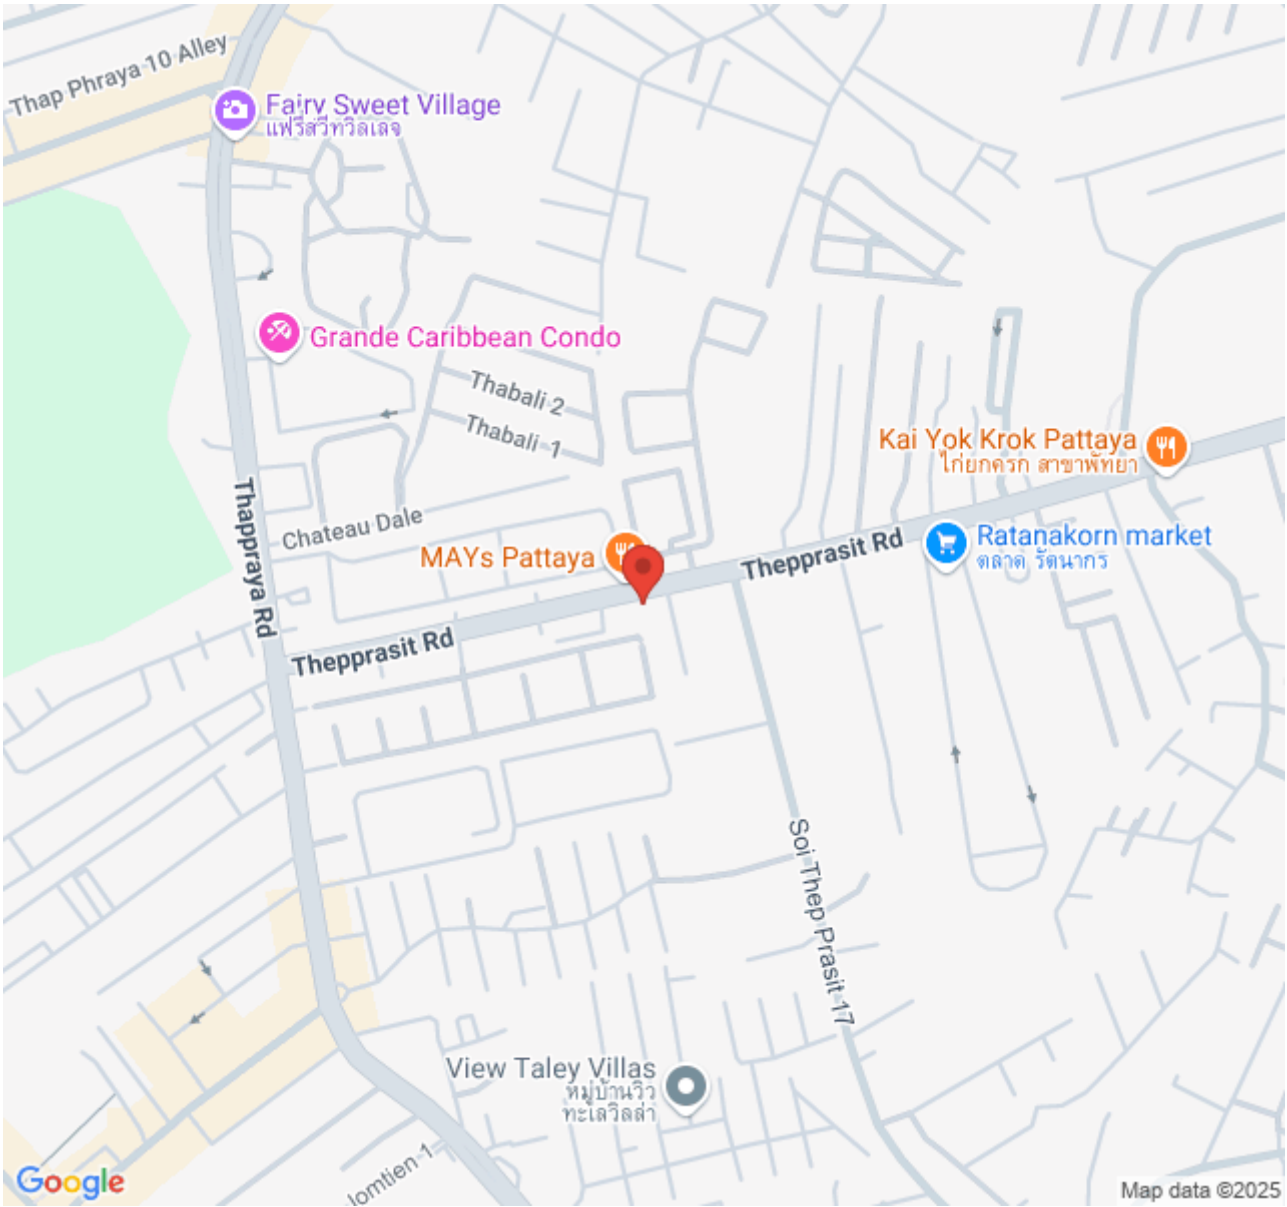 Thap Phraya 10 Alley
Fairy Sweet Village
แฟรี่สวีทวิลเลจ
Grande Caribbean Condo
Thabali 2
Thabali 1
Kai Yok Krok Pattaya
ไก่ยกครก สาขาพัทยา
Thappraya Rd
Chateau Dale
MAYs Pattaya
Thepprasit Rd
Ratanakorn market
ตลาด รัตนากร
Thepprasit Rd
Soi Thep Prasit 17
View Taley Villas
หมู่บ้านวิว
ทะเลวิลล่า
Jomtien 1
Google
Map data ©2025